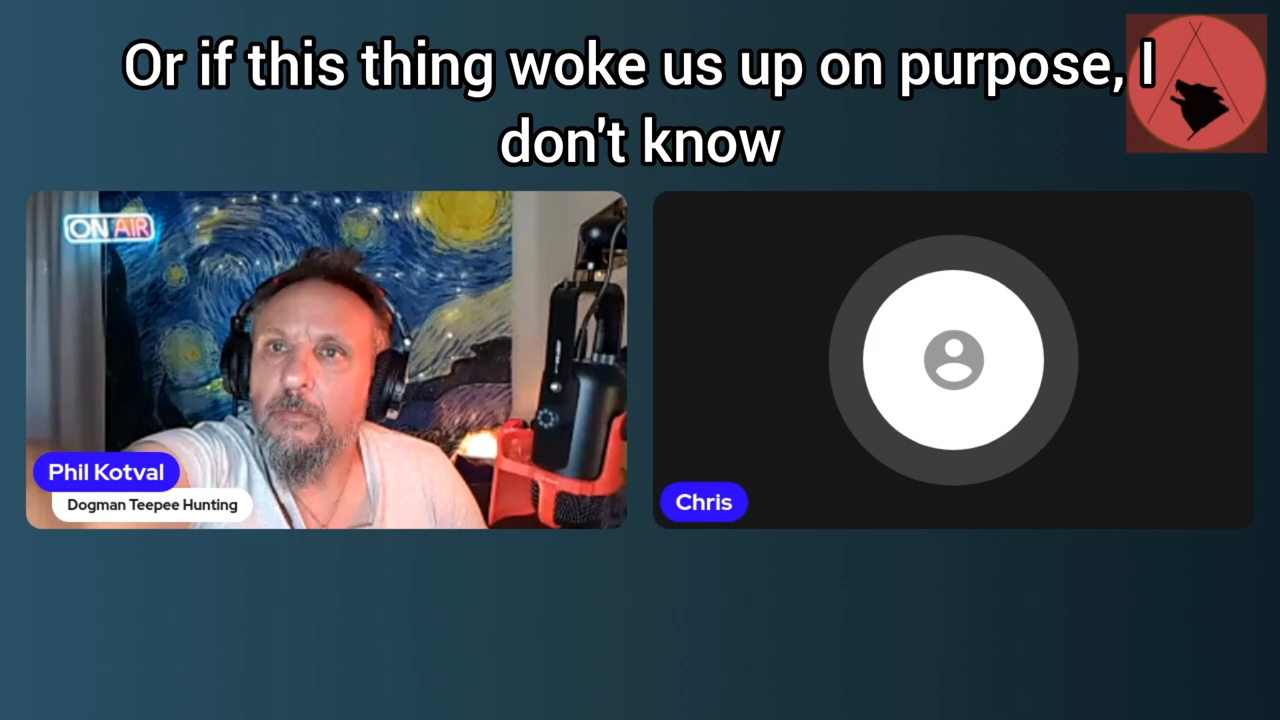 Or if this thing woke us up on purpose, I
don't know
ON AIR
Phil Kotval
Dogman Teepee Hunting
Chris